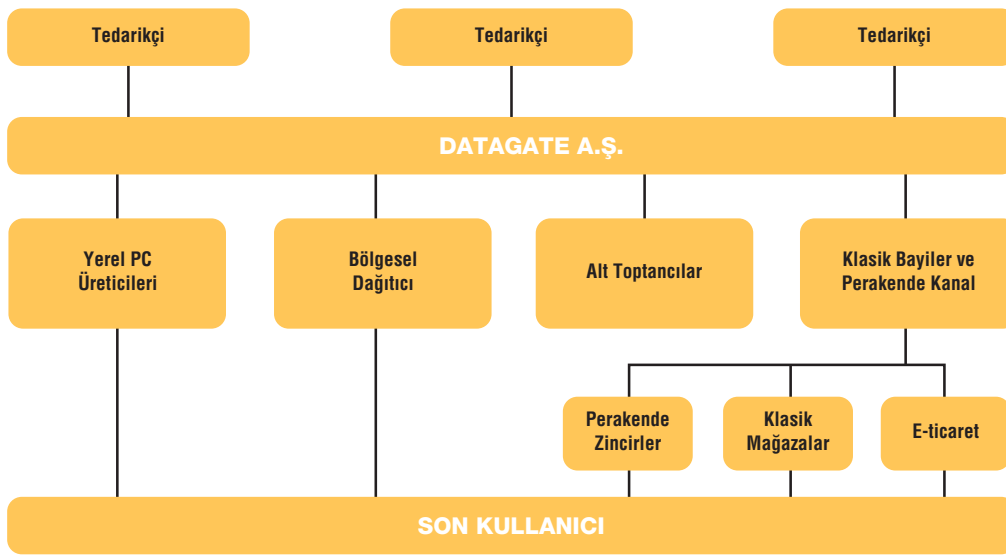 Tedarikçi
Tedarikçi
Tedarikçi
DATAGATE A.Ş.
Yerel PC
Üreticileri
Bölgesel
Dağıtıcı
Alt Toptancılar
Klasik Bayiler ve
Perakende Kanal
Perakende
Zincirler
Klasik
Mağazalar
E-ticaret
SON KULLANICI